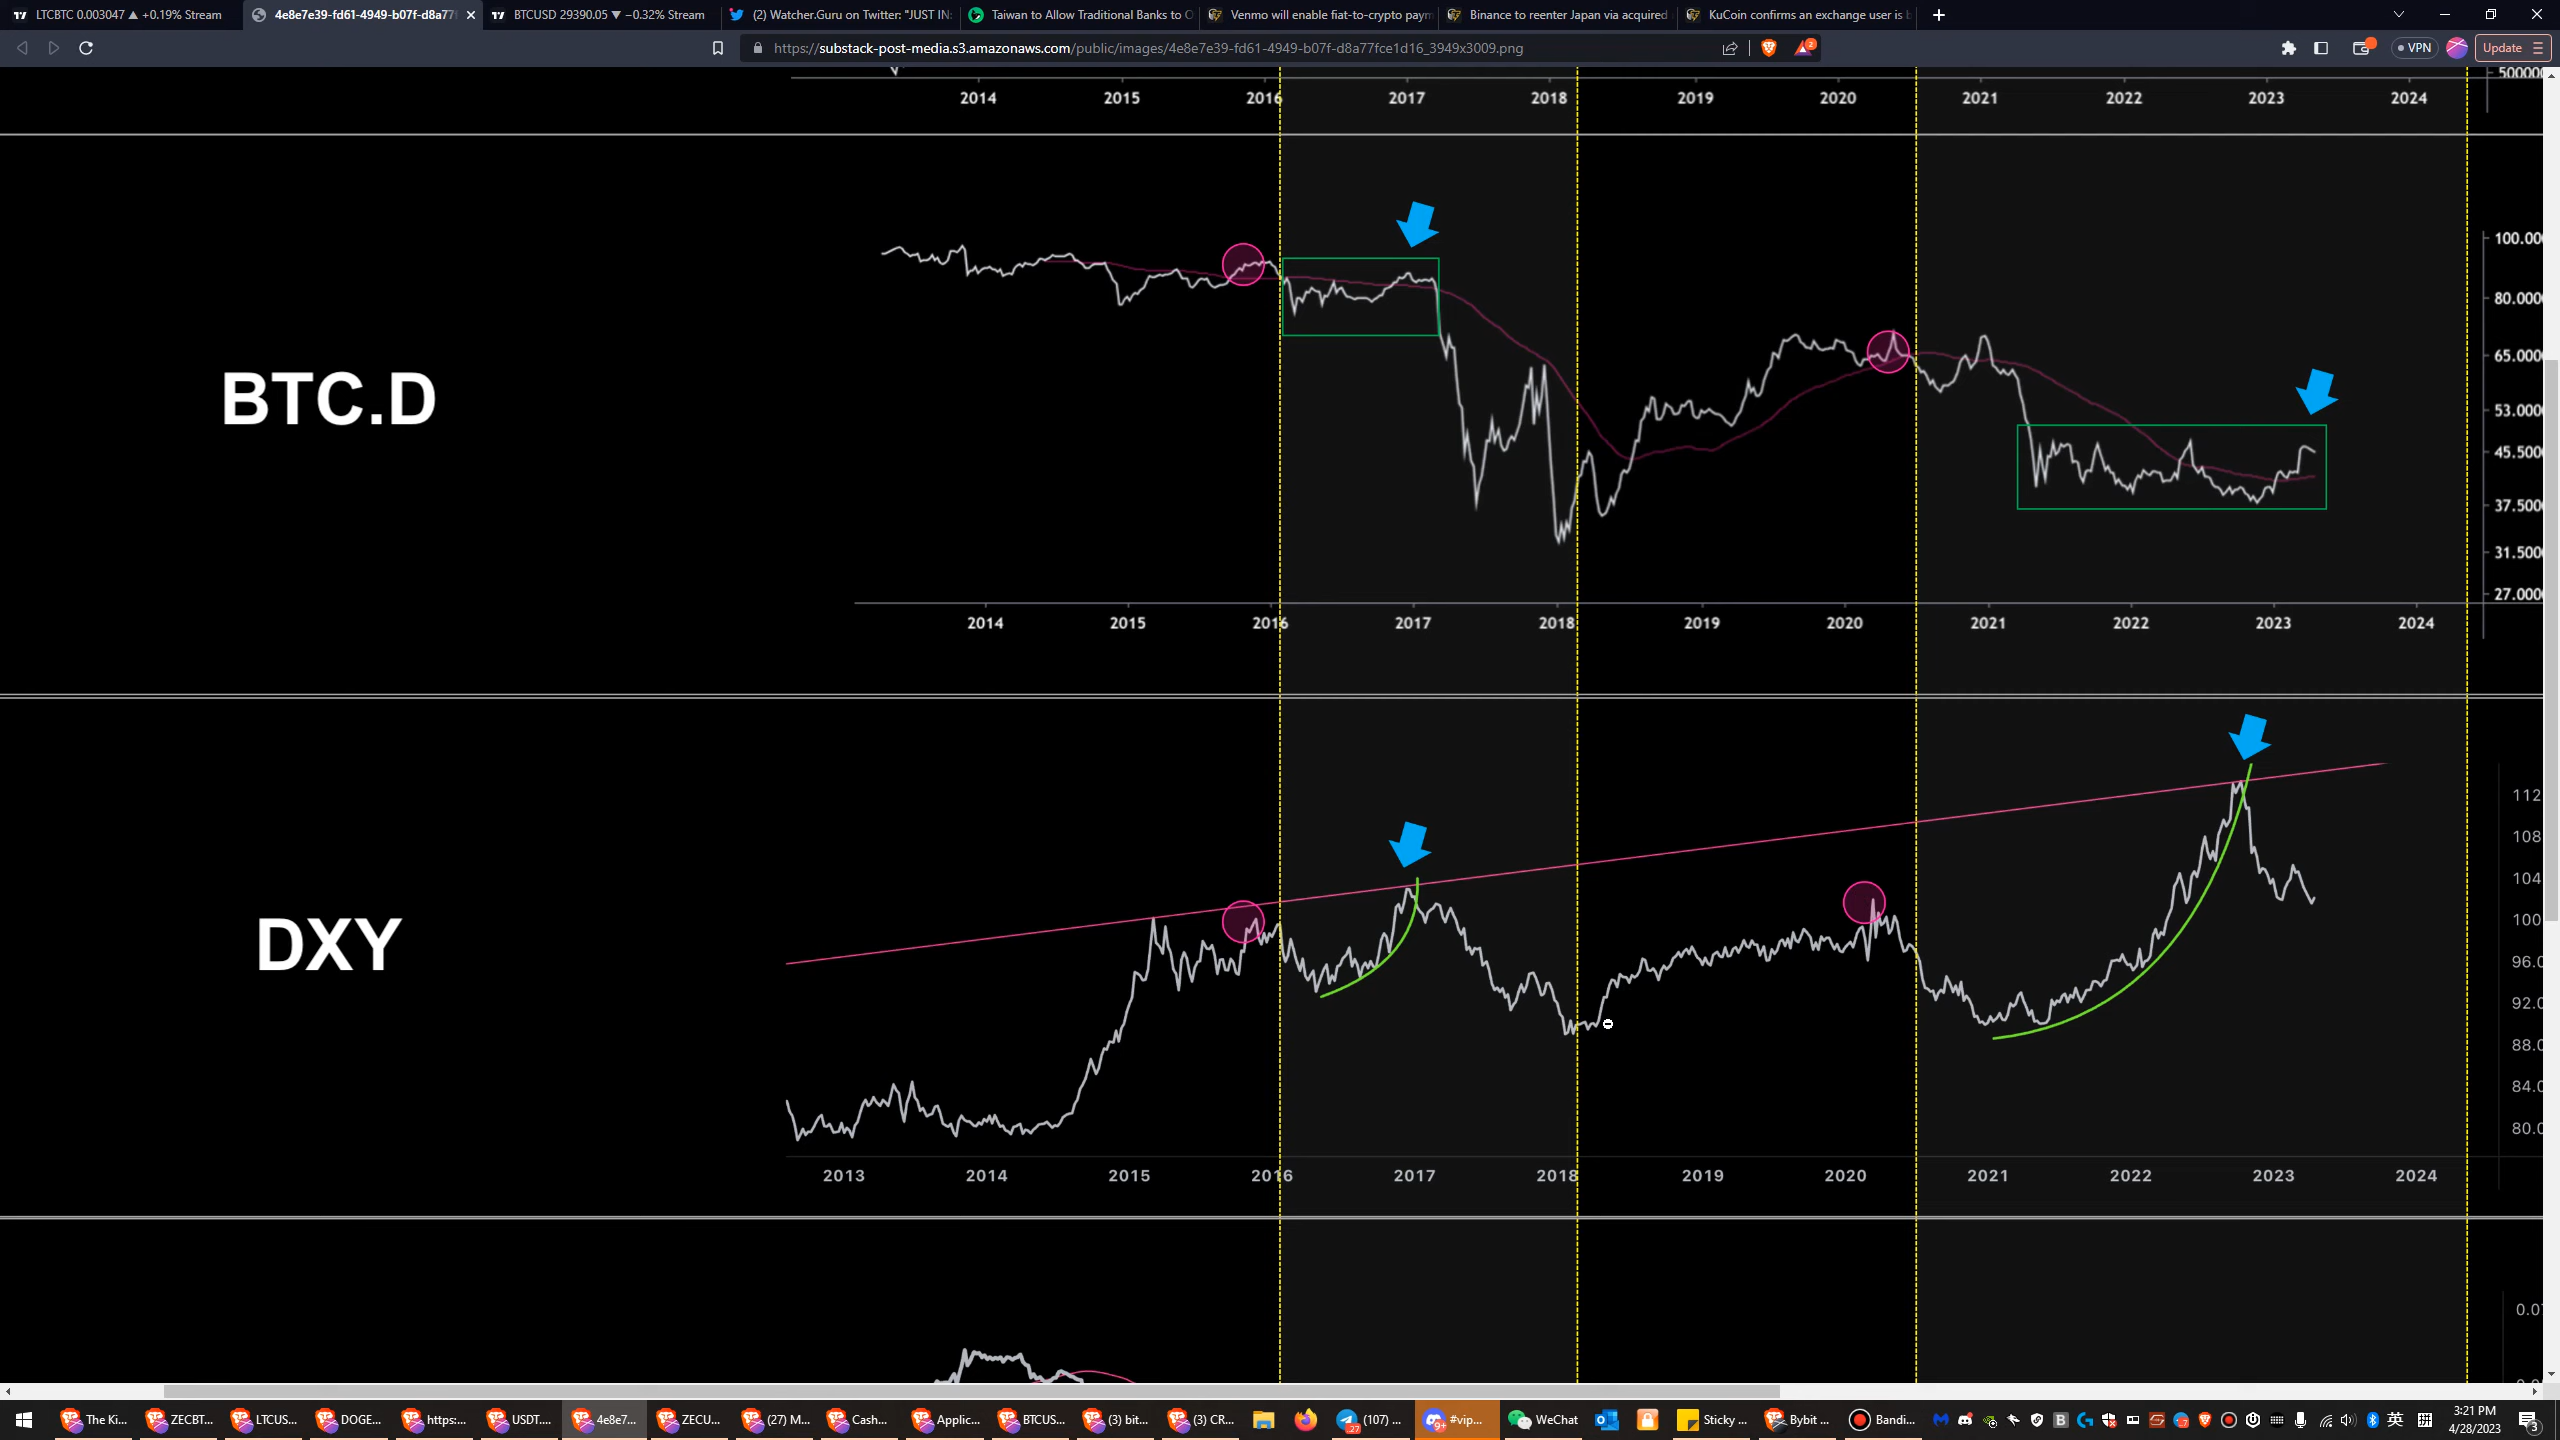 LTCBTC 0.003047 ▲ +0.19% Stream
4e8e7e39-fd61-4949-b07f-d8a77
BTCUSD 29390.05 ▼ −0.32% Stream
(2) Watcher.Guru on Twitter: "JUST IN:
Taiwan to Allow Traditional Banks to O
Venmo will enable fiat-to-crypto paym
Binance to reenter Japan via acquired
KuCoin confirms an exchange user is b
https://substack-post-media.s3.amazonaws.com/public/images/4e8e7e39-fd61-4949-b07f-d8a77fce1d16_3949x3009.png
2
VPN
Update
50000
2014 2015 2016 2017 2018 2019 2020 2021 2022 2023 2024
BTC.D
100.00
80.000
65.000
53.000
45.500
37.500
31.500
27.000
2014 2015 2016 2017 2018 2019 2020 2021 2022 2023 2024
DXY
112
108
104
100
96.0
92.0
88.0
84.0
80.0
2013 2014 2015 2016 2017 2018 2019 2020 2021 2022 2023 2024
0.07
The Ki...
ZECBT...
LTCUS...
DOGE...
https:...
USDT....
4e8e7...
ZECU...
(27) M...
Cash...
Applic...
BTCUS...
(3) bit...
(3) CR...
(107) ...
#vip...
WeChat
Sticky ...
Bybit ...
Bandi...
英
3:21 PM
4/28/2023
3